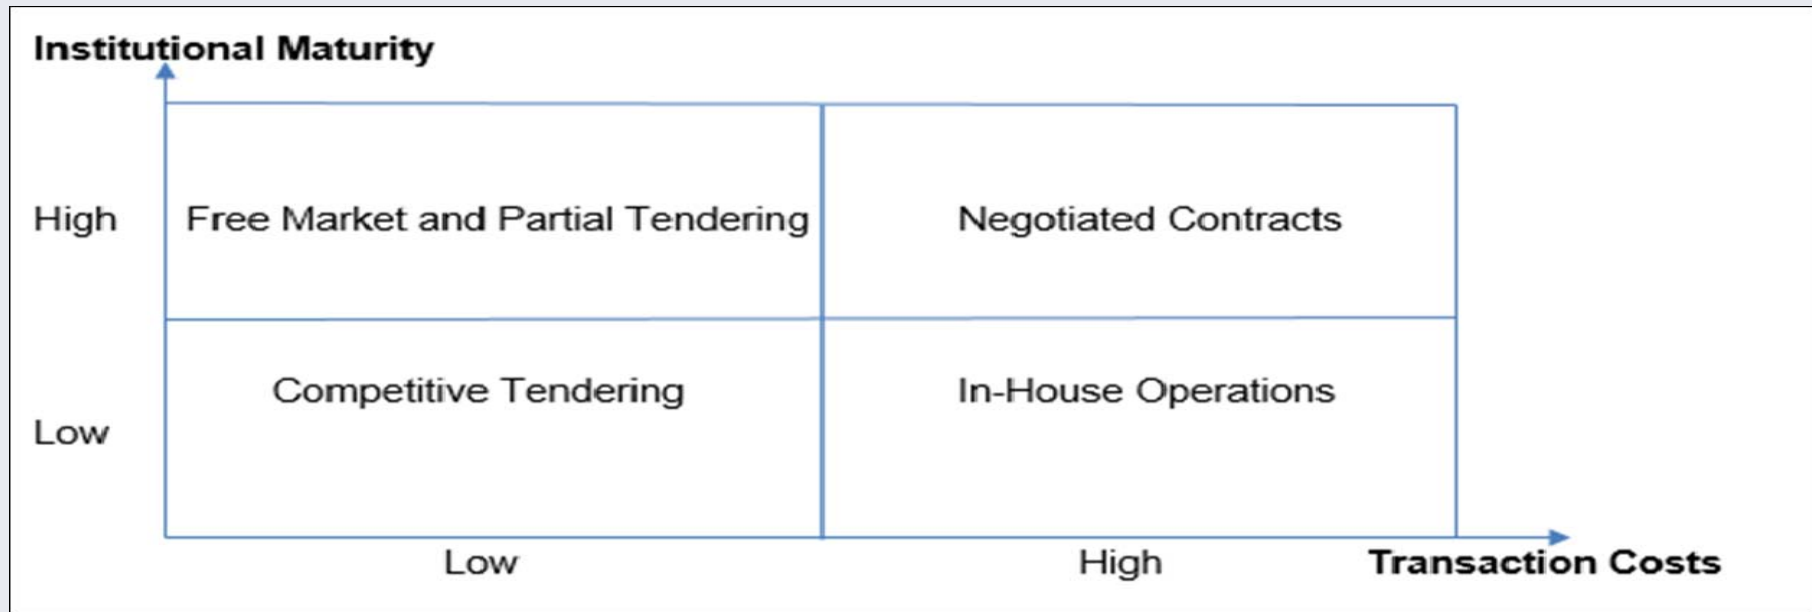 Institutional Maturity
High
Free Market and Partial Tendering
Negotiated Contracts
Competitive Tendering
In-House Operations
Low
Low
High
Transaction Costs